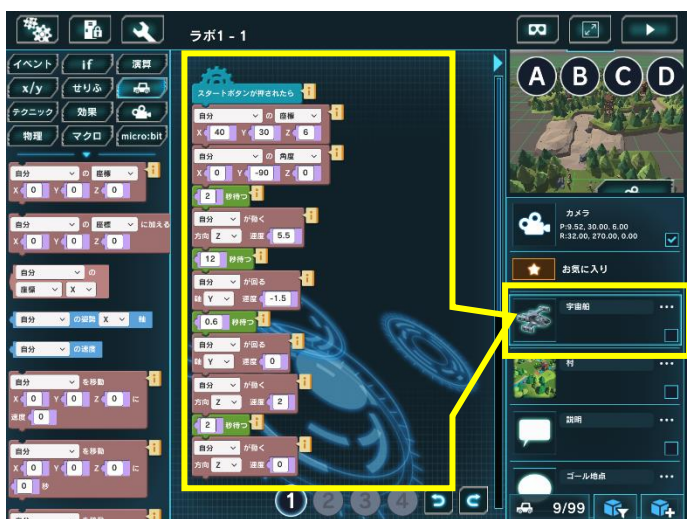 ラボ1 - 1
イベント if 演算
x/y せりふ
テクニック 効果
物理 マクロ micro:bit
自分 の 座標
X 0 Y 0 Z 0
自分 の 座標 に加える
X 0 Y 0 Z 0
自分 の
座標 X
自分 の姿勢 X 軸
自分 の速度
自分 を移動
X 0 Y 0 Z 0 に
速度 0
自分 を移動
X 0 Y 0 Z 0 に
0 秒
スタートボタンが押されたら
自分 の 座標
X 40 Y 30 Z 6
自分 の 角度
X 0 Y -90 Z 0
2 秒待つ
自分 が動く
方向 Z 速度 5.5
12 秒待つ
自分 が回る
軸 Y 速度 -1.5
0.6 秒待つ
自分 が回る
軸 Y 速度 0
自分 が動く
方向 Z 速度 2
2 秒待つ
自分 が動く
方向 Z 速度 0
1 2 3 4
A B C D
カメラ
P:9.52, 30.00, 6.00
R:32.00, 270.00, 0.00
お気に入り
宇宙船
村
説明
ゴール地点
9/99